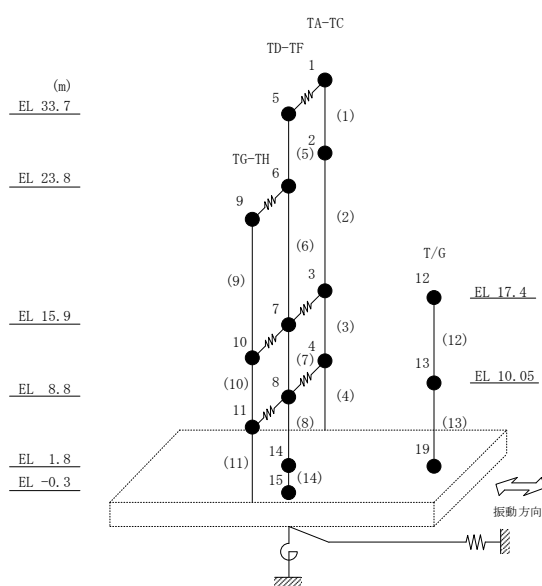 TA-TC
TD-TF
(m)
1
EL 33.7
5
(1)
2
(5)
TG-TH
EL 23.8
6
9
(2)
(6)
T/G
(9)
3
12
EL 17.4
EL 15.9
7
(3)
(12)
10
(7)
4
13
EL 10.05
(10)
EL 8.8
8
(4)
11
(8)
(13)
(11)
14
19
EL 1.8
(14)
15
EL -0.3
振動方向